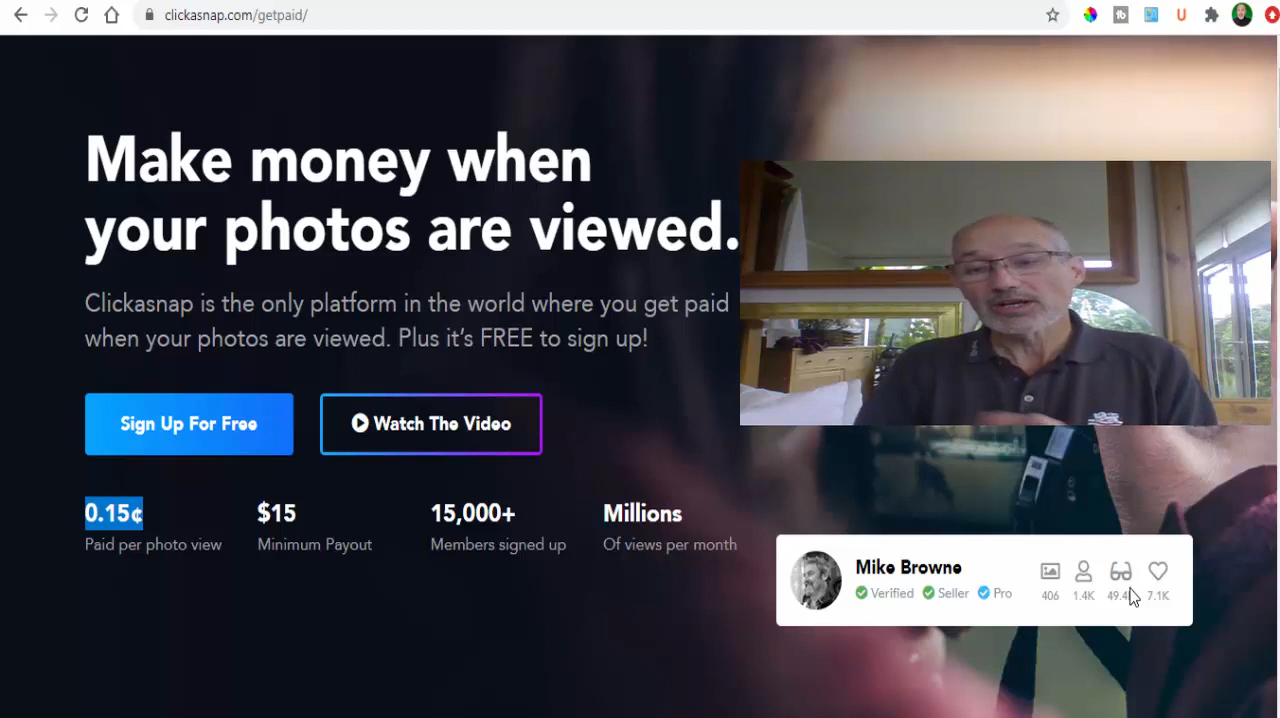 clickasnap.com/getpaid/
Make money when
your photos are viewed.
Clickasnap is the only platform in the world where you get paid
when your photos are viewed. Plus it's FREE to sign up!
Sign Up For Free
Watch The Video
0.15¢
$15
15,000+
Millions
Paid per photo view
Minimum Payout
Members signed up
Of views per month
Mike Browne
Verified
Seller
Pro
406
1.4K
7.1K